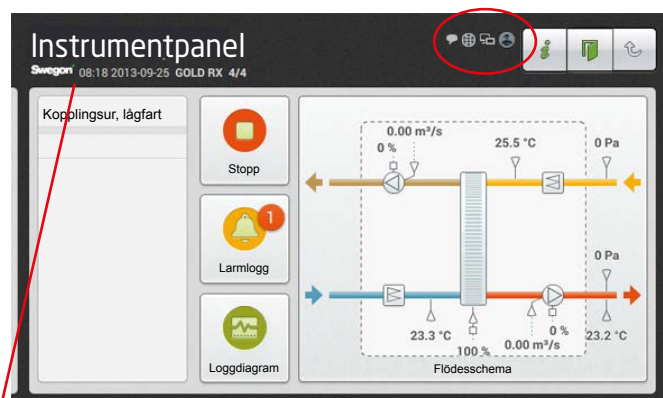 Instrumentpanel
Swegon 08:18 2013-09-25 GOLD RX 4/4
Kopplingsur, lågfart
Stopp
1
Larmlogg
Loggdiagram
0.00 m³/s
0 %
25.5 °C
0 Pa
0 Pa
23.3 °C
100 %
0.00 m³/s
0 %
23.2 °C
Flödesschema